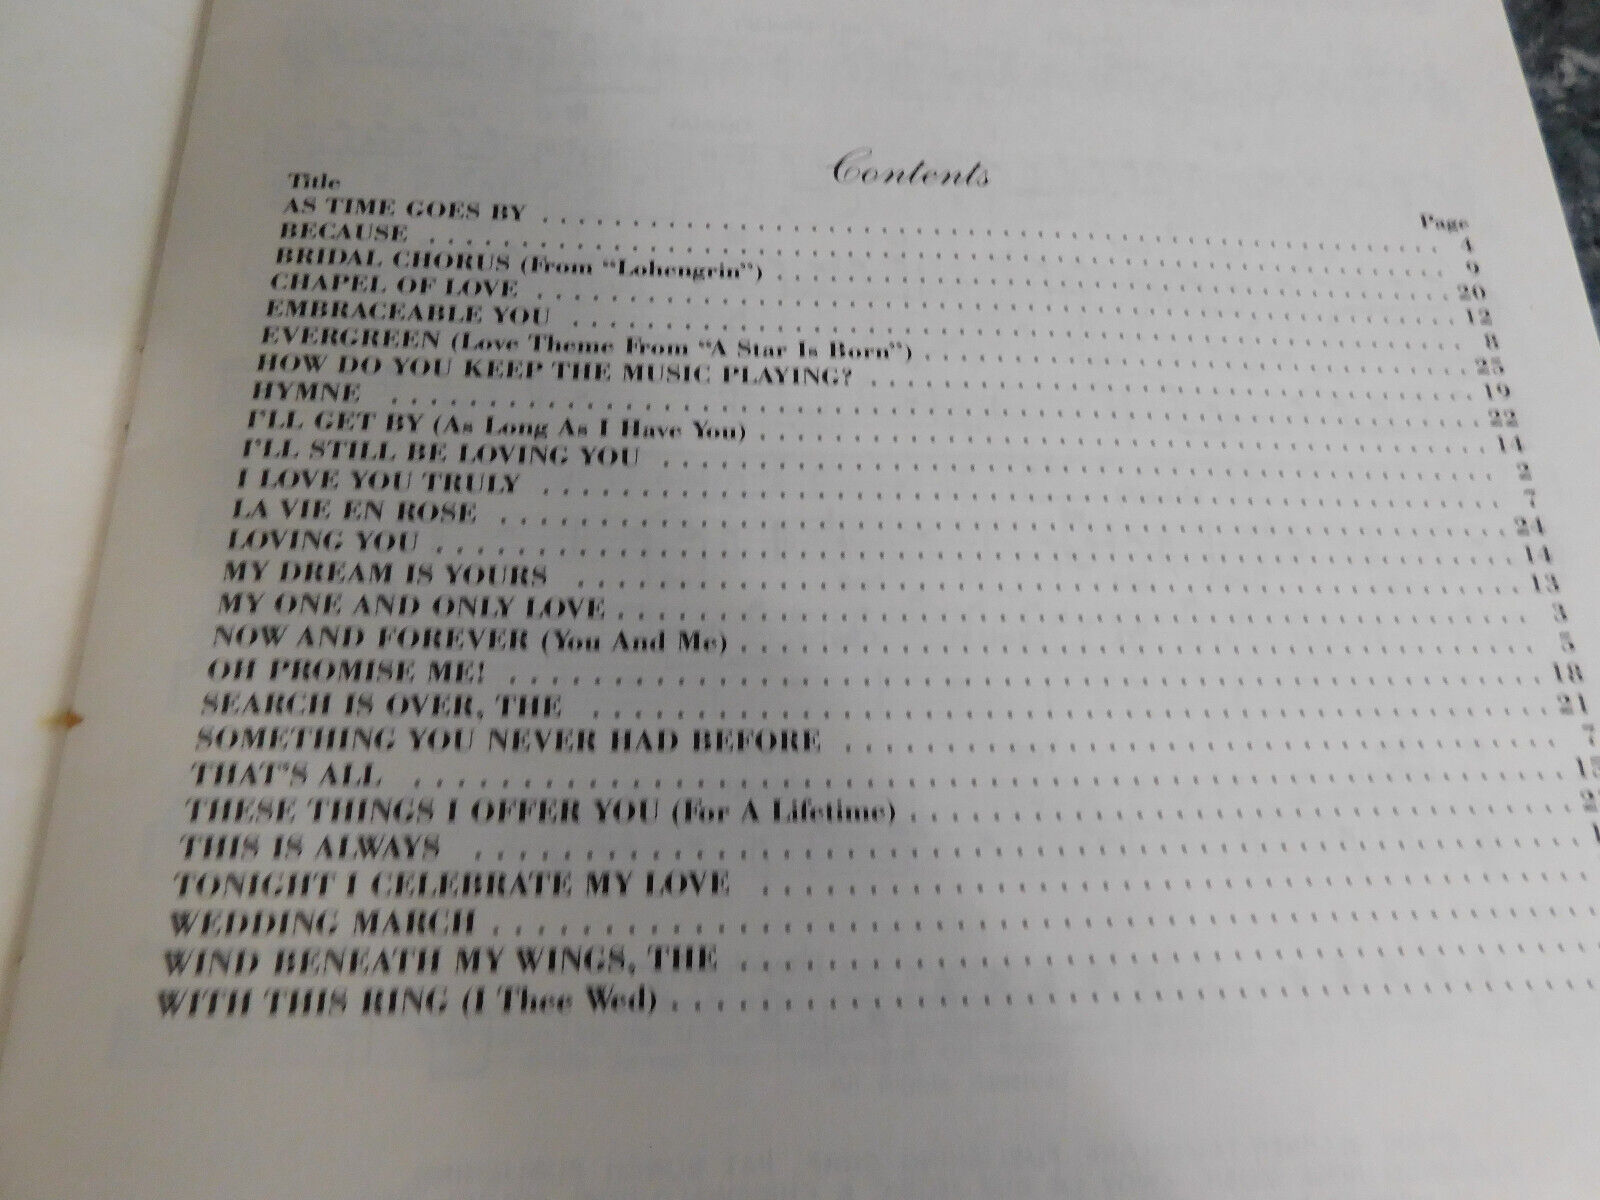 Contents
Title Page
AS TIME GOES BY 4
BECAUSE 9
BRIDAL CHORUS (From "Lohengrin") 20
CHAPEL OF LOVE 12
EMBRACEABLE YOU 8
EVERGREEN (Love Theme From "A Star Is Born") 25
HOW DO YOU KEEP THE MUSIC PLAYING? 19
HYMNE 22
I'LL GET BY (As Long As I Have You) 14
I'LL STILL BE LOVING YOU 2
I LOVE YOU TRULY 7
LA VIE EN ROSE 24
LOVING YOU 14
MY DREAM IS YOURS 13
MY ONE AND ONLY LOVE 3
NOW AND FOREVER (You And Me) 5
OH PROMISE ME! 18
SEARCH IS OVER, THE 21
SOMETHING YOU NEVER HAD BEFORE 7
THAT'S ALL
THESE THINGS I OFFER YOU (For A Lifetime)
THIS IS ALWAYS
TONIGHT I CELEBRATE MY LOVE
WEDDING MARCH
WIND BENEATH MY WINGS, THE
WITH THIS RING (I Thee Wed)